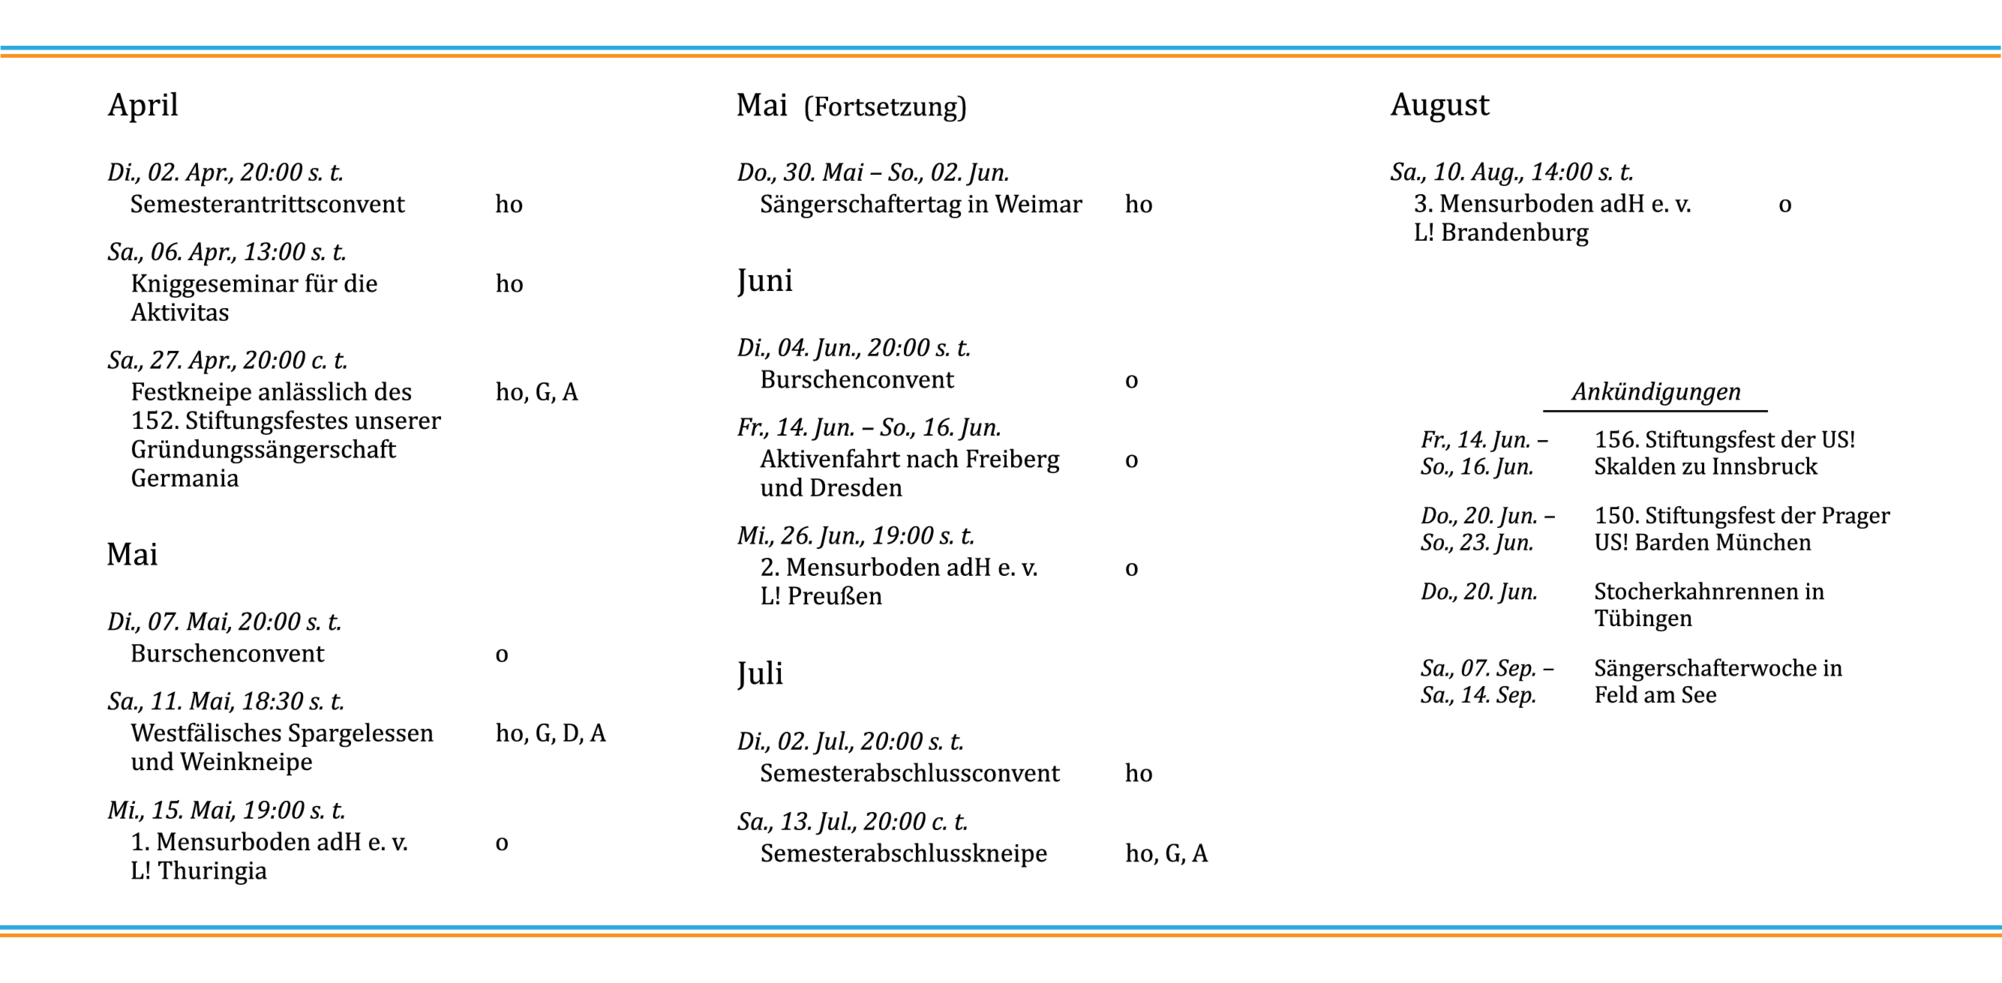 April
Di., 02. Apr., 20:00 s. t.
Semesterantrittsconvent ho
Sa., 06. Apr., 13:00 s. t.
Kniggeseminar für die ho
Aktivitas
Sa., 27. Apr., 20:00 c. t.
Festkneipe anlässlich des ho, G, A
152. Stiftungsfestes unserer
Gründungssängerschaft
Germania
Mai
Di., 07. Mai, 20:00 s. t.
Burschenconvent o
Sa., 11. Mai, 18:30 s. t.
Westfälisches Spargelessen ho, G, D, A
und Weinkneipe
Mi., 15. Mai, 19:00 s. t.
1. Mensurboden adH e. v. o
L! Thuringia
Mai (Fortsetzung)
Do., 30. Mai – So., 02. Jun.
Sängerschaftertag in Weimar ho
Juni
Di., 04. Jun., 20:00 s. t.
Burschenconvent o
Fr., 14. Jun. – So., 16. Jun.
Aktivenfahrt nach Freiberg o
und Dresden
Mi., 26. Jun., 19:00 s. t.
2. Mensurboden adH e. v. o
L! Preußen
Juli
Di., 02. Jul., 20:00 s. t.
Semesterabschlussconvent ho
Sa., 13. Jul., 20:00 c. t.
Semesterabschlusskneipe ho, G, A
August
Sa., 10. Aug., 14:00 s. t.
3. Mensurboden adH e. v. o
L! Brandenburg
Ankündigungen
Fr., 14. Jun. – 156. Stiftungsfest der US!
So., 16. Jun. Skalden zu Innsbruck
Do., 20. Jun. – 150. Stiftungsfest der Prager
So., 23. Jun. US! Barden München
Do., 20. Jun. Stocherkahnrennen in
Tübingen
Sa., 07. Sep. – Sängerschafterwoche in
Sa., 14. Sep. Feld am See